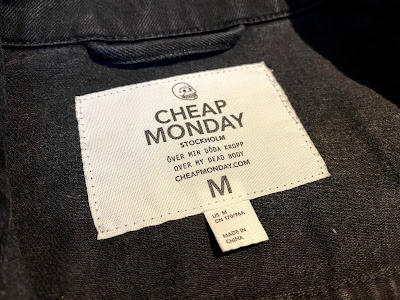 CHEAP
MONDAY
STOCKHOLM
ÖVER MIN DÖDA KROPP
OVER MY DEAD BODY
CHEAPMONDAY.COM
M
US M
CN 170/96A
MADE IN
CHINA